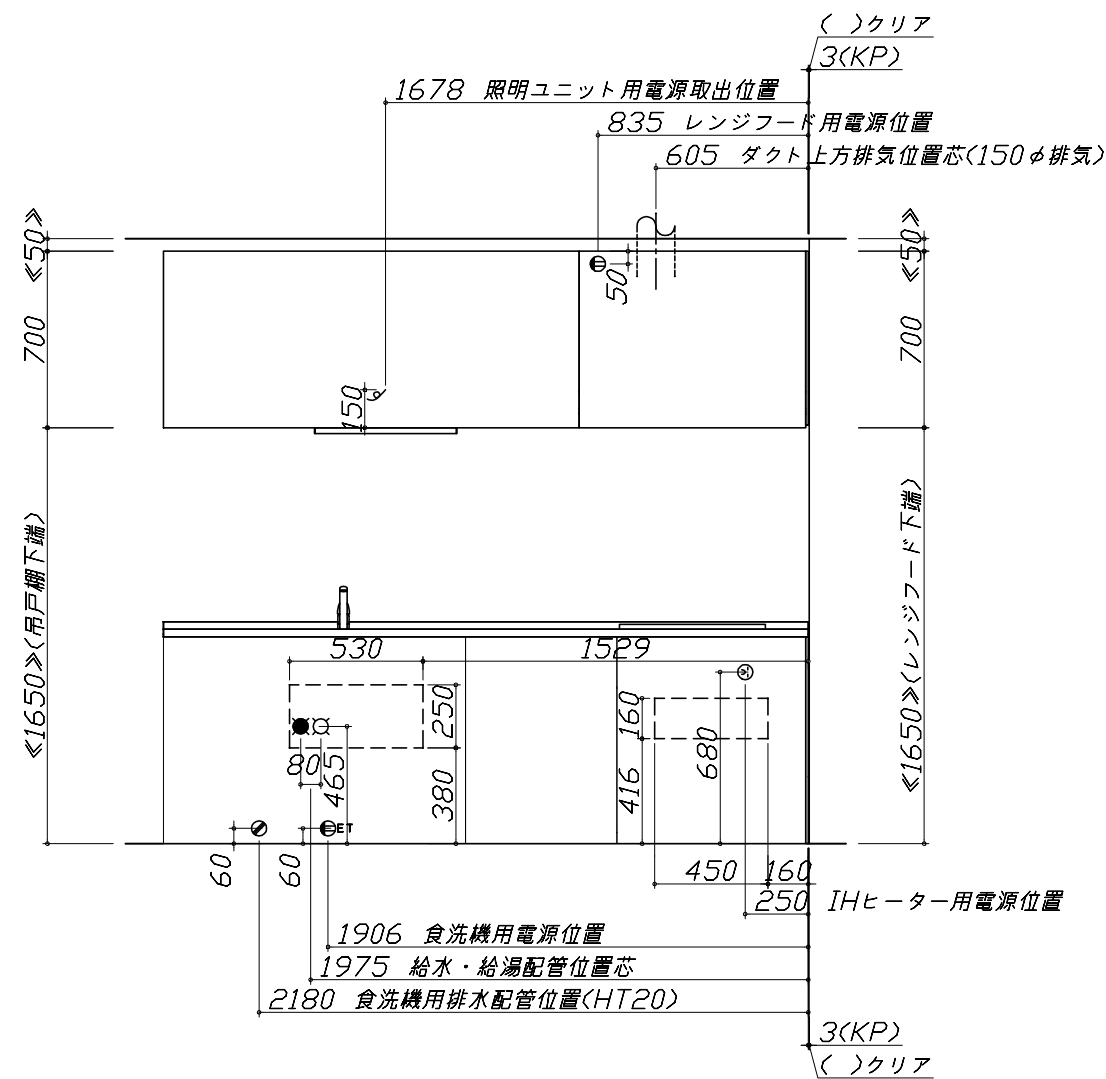 ( )クリア
3(KP)
1678 照明ユニット用電源取出位置
835 レンジフード用電源位置
605 ダクト上方排気位置芯(150φ排気)
≪50≫
≪50≫
50
700
700
150
≪1650≫(吊戸棚下端)
≪1650≫(レンジフード下端)
530
1529
250
160
680
80
465
380
416
ET
60
60
450
160
250 IHヒーター用電源位置
1906 食洗機用電源位置
1975 給水・給湯配管位置芯
2180 食洗機用排水配管位置(HT20)
3(KP)
( )クリア